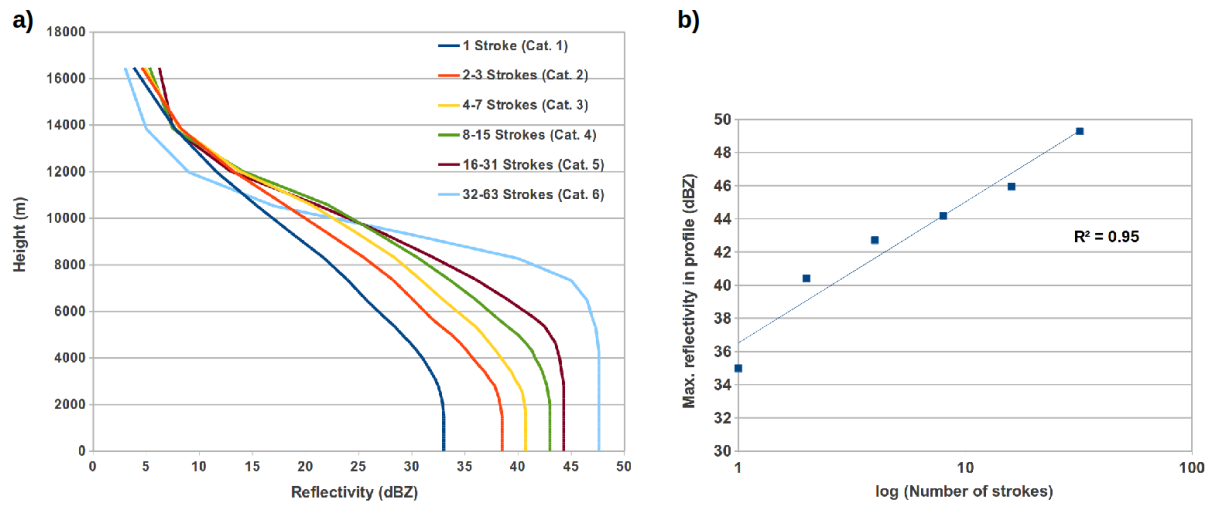 a)
18000
16000
14000
12000
10000
8000
6000
4000
2000
0
Height (m)
1 Stroke (Cat. 1)
2-3 Strokes (Cat. 2)
4-7 Strokes (Cat. 3)
8-15 Strokes (Cat. 4)
16-31 Strokes (Cat. 5)
32-63 Strokes (Cat. 6)
0 5 10 15 20 25 30 35 40 45 50
Reflectivity (dBZ)
b)
50
48
46
44
42
40
38
36
34
32
30
Max. reflectivity in profile (dBZ)
R² = 0.95
1 10 100
log (Number of strokes)